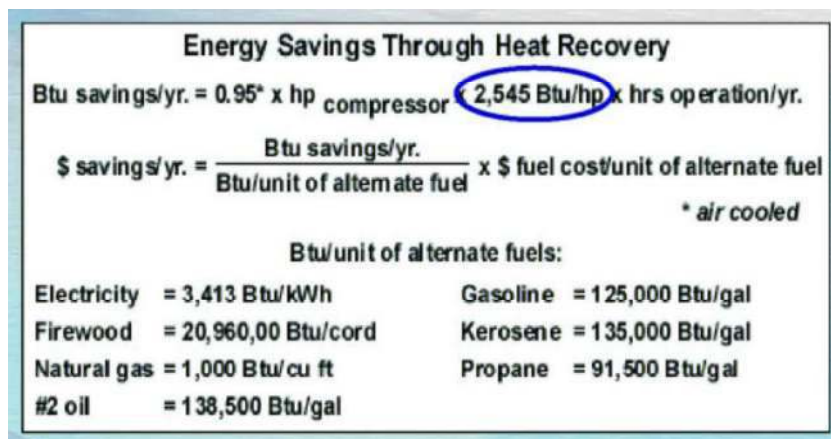 Energy Savings Through Heat Recovery
Btu savings/yr. = 0.95* x hp compressor x 2,545 Btu/hp x hrs operation/yr.
$ savings/yr. = Btu savings/yr. x $ fuel cost/unit of alternate fuel
Btu/unit of alternate fuel
* air cooled
Btu/unit of alternate fuels:
Electricity = 3,413 Btu/kWh Gasoline = 125,000 Btu/gal
Firewood = 20,960,00 Btu/cord Kerosene = 135,000 Btu/gal
Natural gas = 1,000 Btu/cu ft Propane = 91,500 Btu/gal
#2 oil = 138,500 Btu/gal